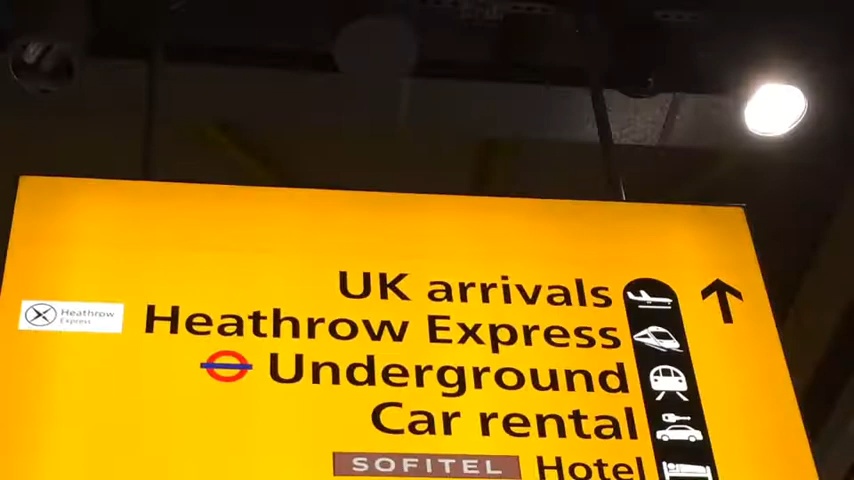 UK arrivals
Heathrow Express Heathrow Express
Underground
Car rental
SOFITEL Hotel